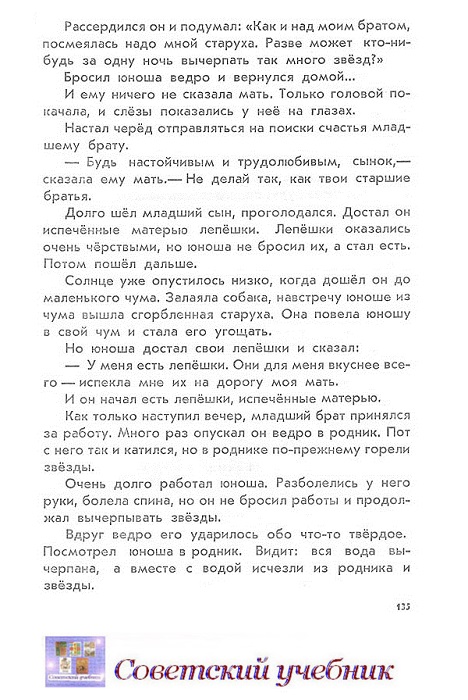 Рассердился он и подумал: «Как и над моим братом,
посмеялась надо мной старуха. Разве может кто-ни-
будь за одну ночь вычерпать так много звёзд?»
Бросил юноша ведро и вернулся домой...
И ему ничего не сказала мать. Только головой по-
качала, и слёзы показались у неё на глазах.
Настал черёд отправляться на поиски счастья млад-
шему брату.
— Будь настойчивым и трудолюбивым, сынок,—
сказала ему мать.— Не делай так, как твои старшие
братья.
Долго шёл младший сын, проголодался. Достал он
испечённые матерью лепёшки. Лепёшки оказались
очень чёрствыми, но юноша не бросил их, а стал есть.
Потом пошёл дальше.
Солнце уже опустилось низко, когда дошёл он до
маленького чума. Залаяла собака, навстречу юноше из
чума вышла сгорбленная старуха. Она повела юношу
в свой чум и стала его угощать.
Но юноша достал свои лепёшки и сказал:
— У меня есть лепёшки. Они для меня вкуснее все-
го — испекла мне их на дорогу моя мать.
И он начал есть лепёшки, испечённые матерью.
Как только наступил вечер, младший брат принялся
за работу. Много раз опускал он ведро в родник. Пот
с него так и катился, но в роднике по-прежнему горели
звёзды.
Очень долго работал юноша. Разболелись у него
руки, болела спина, но он не бросил работы и продол-
жал вычерпывать звёзды.
Вдруг ведро его ударилось обо что-то твёрдое.
Посмотрел юноша в родник. Видит: вся вода вы-
черпана, а вместе с водой исчезли из родника и
звёзды.
135
Советский учебник
Советский учебник